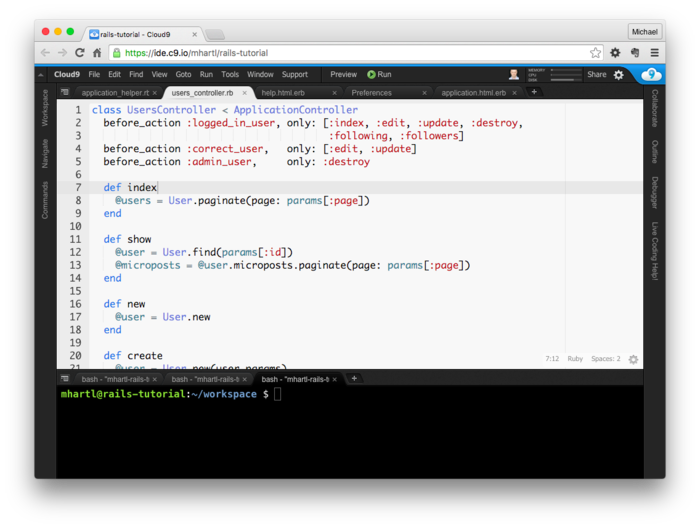 rails-tutorial - Cloud9
Michael
https://ide.c9.io/mhartl/rails-tutorial
Cloud9 File Edit Find View Goto Run Tools Window Support Preview Run MEMORY CPU DISK Share 9
application_helper.rt users_controller.rb help.html.erb Preferences application.html.erb
Workspace
Navigate
Commands
1 class UsersController < ApplicationController
2 before_action :logged_in_user, only: [:index, :edit, :update, :destroy,
3 :following, :followers]
4 before_action :correct_user, only: [:edit, :update]
5 before_action :admin_user, only: :destroy
6
7 def index
8 @users = User.paginate(page: params[:page])
9 end
10
11 def show
12 @user = User.find(params[:id])
13 @microposts = @user.microposts.paginate(page: params[:page])
14 end
15
16 def new
17 @user = User.new
18 end
19
20 def create
21 @user = User.new(user_params)
7:12 Ruby Spaces: 2
Collaborate
Outline
Debugger
Live Coding Help!
bash - "mhartl-rails-t bash - "mhartl-rails-t bash - "mhartl-rails-t
mhartl@rails-tutorial:~/workspace $